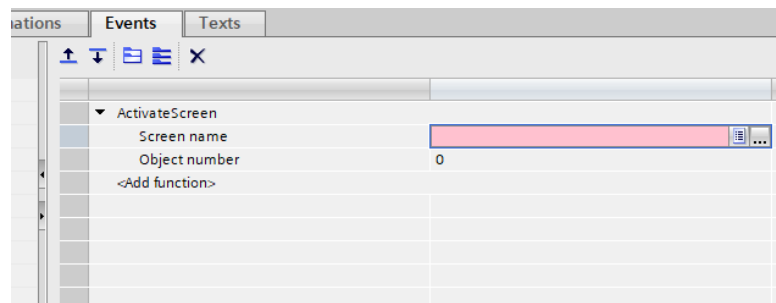 ations Events Texts
ActivateScreen
Screen name
Object number 0
<Add function>